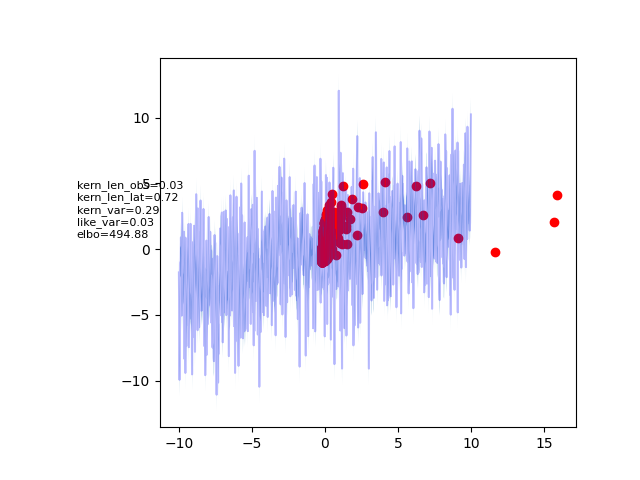 10
5
kern_len_obs=0.03
kern_len_lat=0.72
kern_var=0.29
like_var=0.03
elbo=494.88
0
−5
−10
−10 −5 0 5 10 15